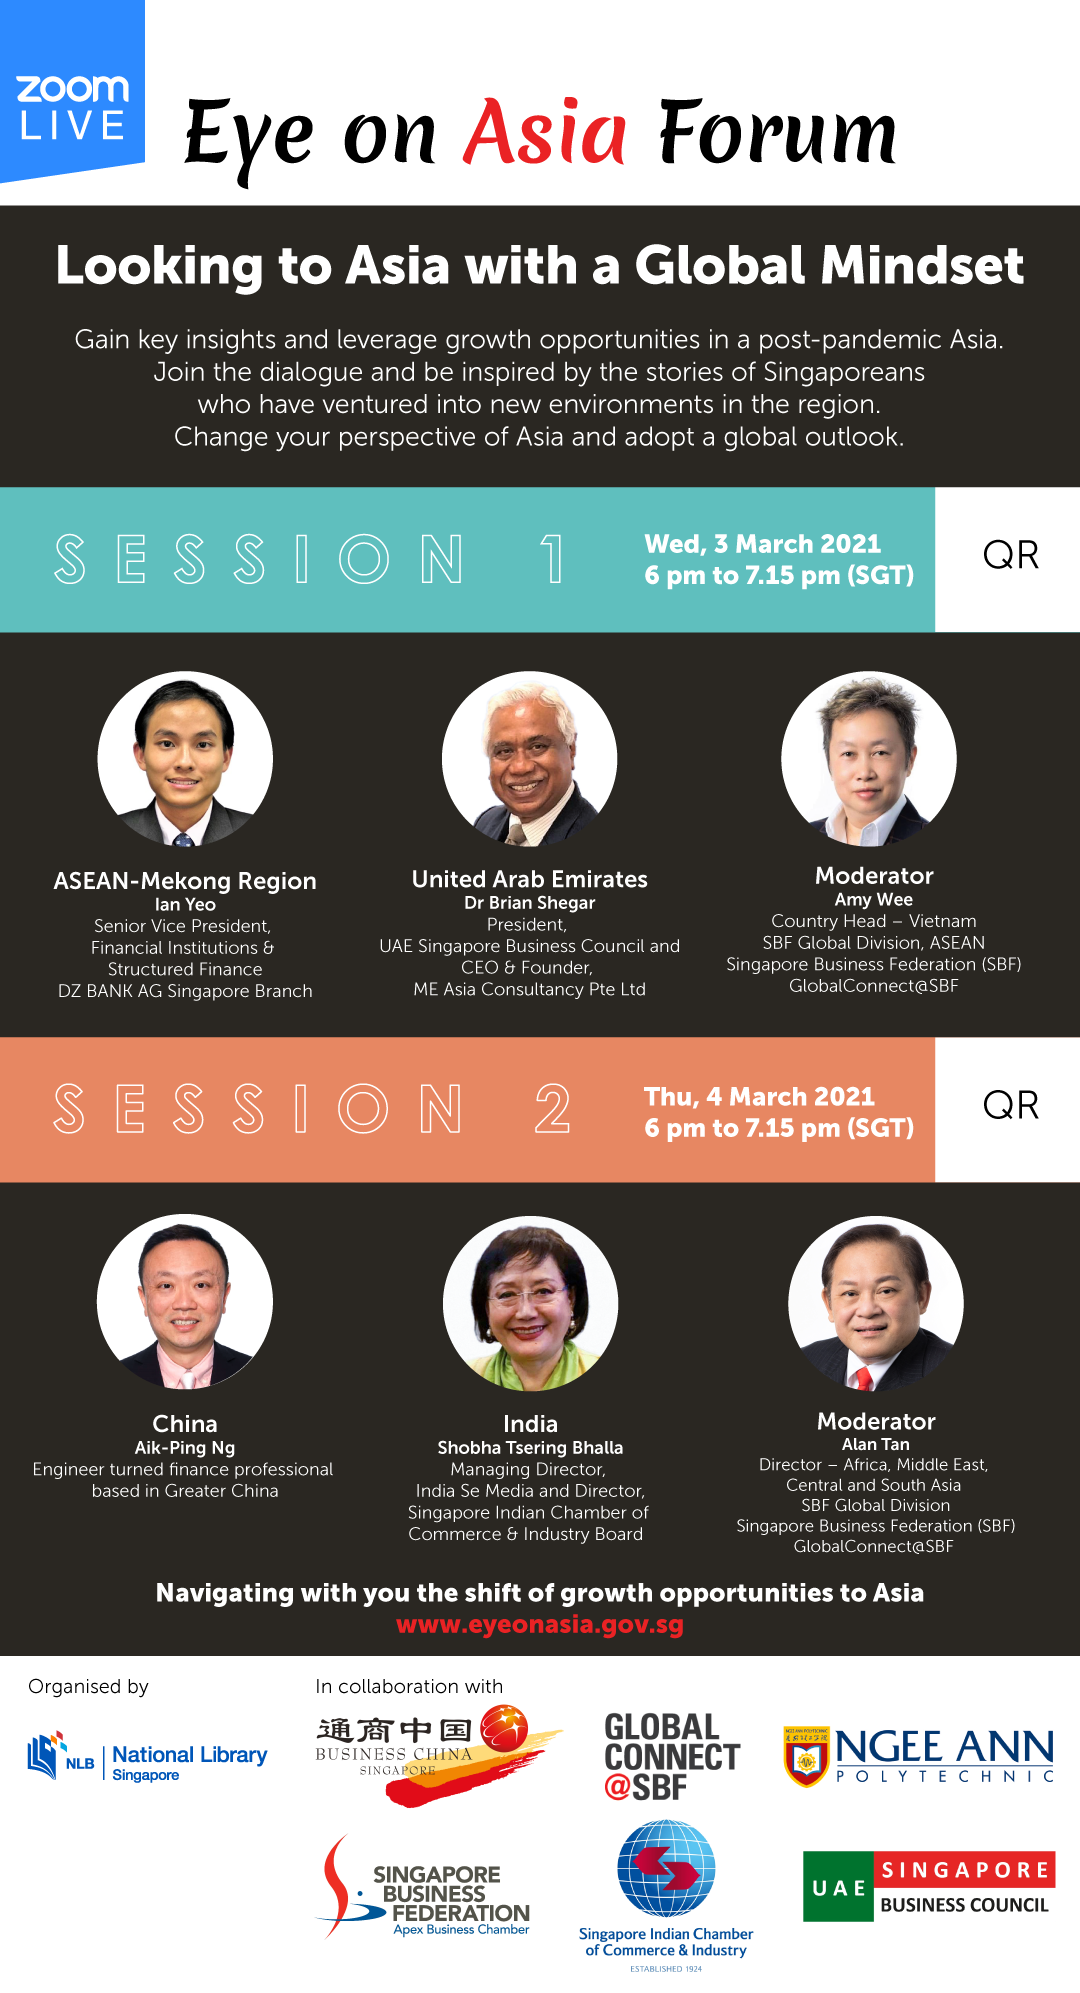 zoom
LIVE
Eye on Asia Forum
Looking to Asia with a Global Mindset
Gain key insights and leverage growth opportunities in a post-pandemic Asia.
Join the dialogue and be inspired by the stories of Singaporeans
who have ventured into new environments in the region.
Change your perspective of Asia and adopt a global outlook.
SESSION 1
Wed, 3 March 2021
6 pm to 7.15 pm (SGT)
QR
ASEAN-Mekong Region
Ian Yeo
Senior Vice President,
Financial Institutions &
Structured Finance
DZ BANK AG Singapore Branch
United Arab Emirates
Dr Brian Shegar
President,
UAE Singapore Business Council and
CEO & Founder,
ME Asia Consultancy Pte Ltd
Moderator
Amy Wee
Country Head – Vietnam
SBF Global Division, ASEAN
Singapore Business Federation (SBF)
GlobalConnect@SBF
SESSION 2
Thu, 4 March 2021
6 pm to 7.15 pm (SGT)
QR
China
Aik-Ping Ng
Engineer turned finance professional
based in Greater China
India
Shobha Tsering Bhalla
Managing Director,
India Se Media and Director,
Singapore Indian Chamber of
Commerce & Industry Board
Moderator
Alan Tan
Director – Africa, Middle East,
Central and South Asia
SBF Global Division
Singapore Business Federation (SBF)
GlobalConnect@SBF
Navigating with you the shift of growth opportunities to Asia
www.eyeonasia.gov.sg
Organised by
NLB National Library
Singapore
In collaboration with
通商中国
BUSINESS CHINA
SINGAPORE
GLOBAL
CONNECT
@SBF
NGEE ANN POLYTECHNIC
NGEE ANN
POLYTECHNIC
SINGAPORE
BUSINESS
FEDERATION
Apex Business Chamber
Singapore Indian Chamber
of Commerce & Industry
ESTABLISHED 1924
UAE
SINGAPORE
BUSINESS COUNCIL